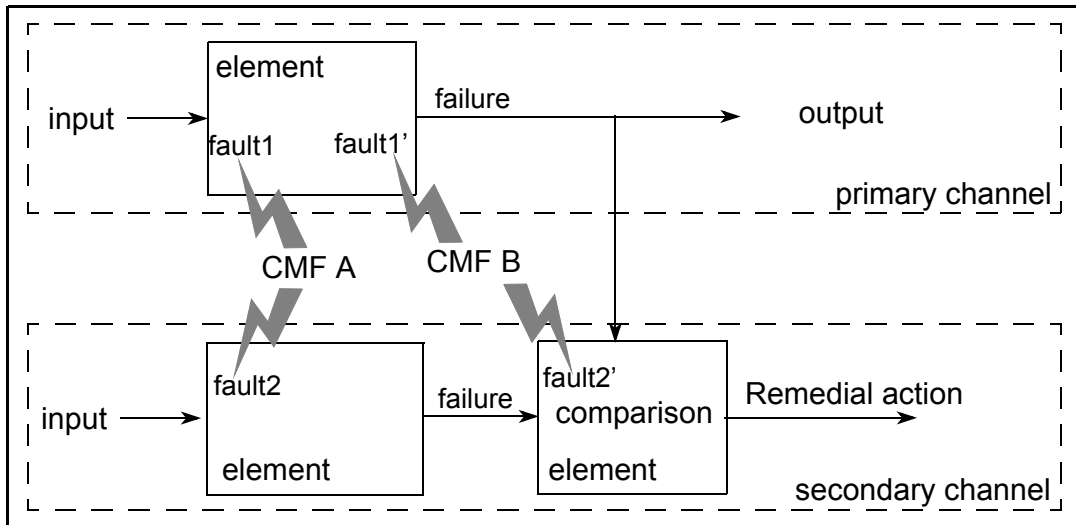 element
failure
input
output
fault1
fault1’
primary channel
CMF A
CMF B
fault2
fault2’
input
failure
comparison
Remedial action
element
element
secondary channel